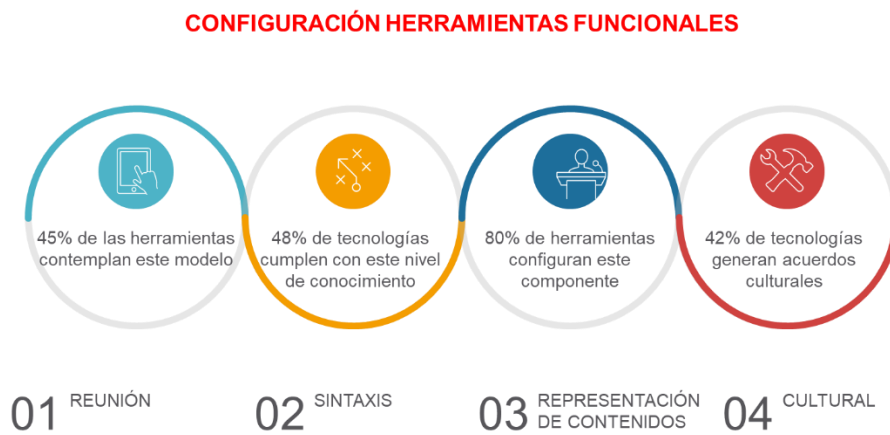 CONFIGURACIÓN HERRAMIENTAS FUNCIONALES
45% de las herramientas
contemplan este modelo
48% de tecnologías
cumplen con este nivel
de conocimiento
80% de herramientas
configuran este
componente
42% de tecnologías
generan acuerdos
culturales
01 REUNIÓN
02 SINTAXIS
03 REPRESENTACIÓN
DE CONTENIDOS
04 CULTURAL